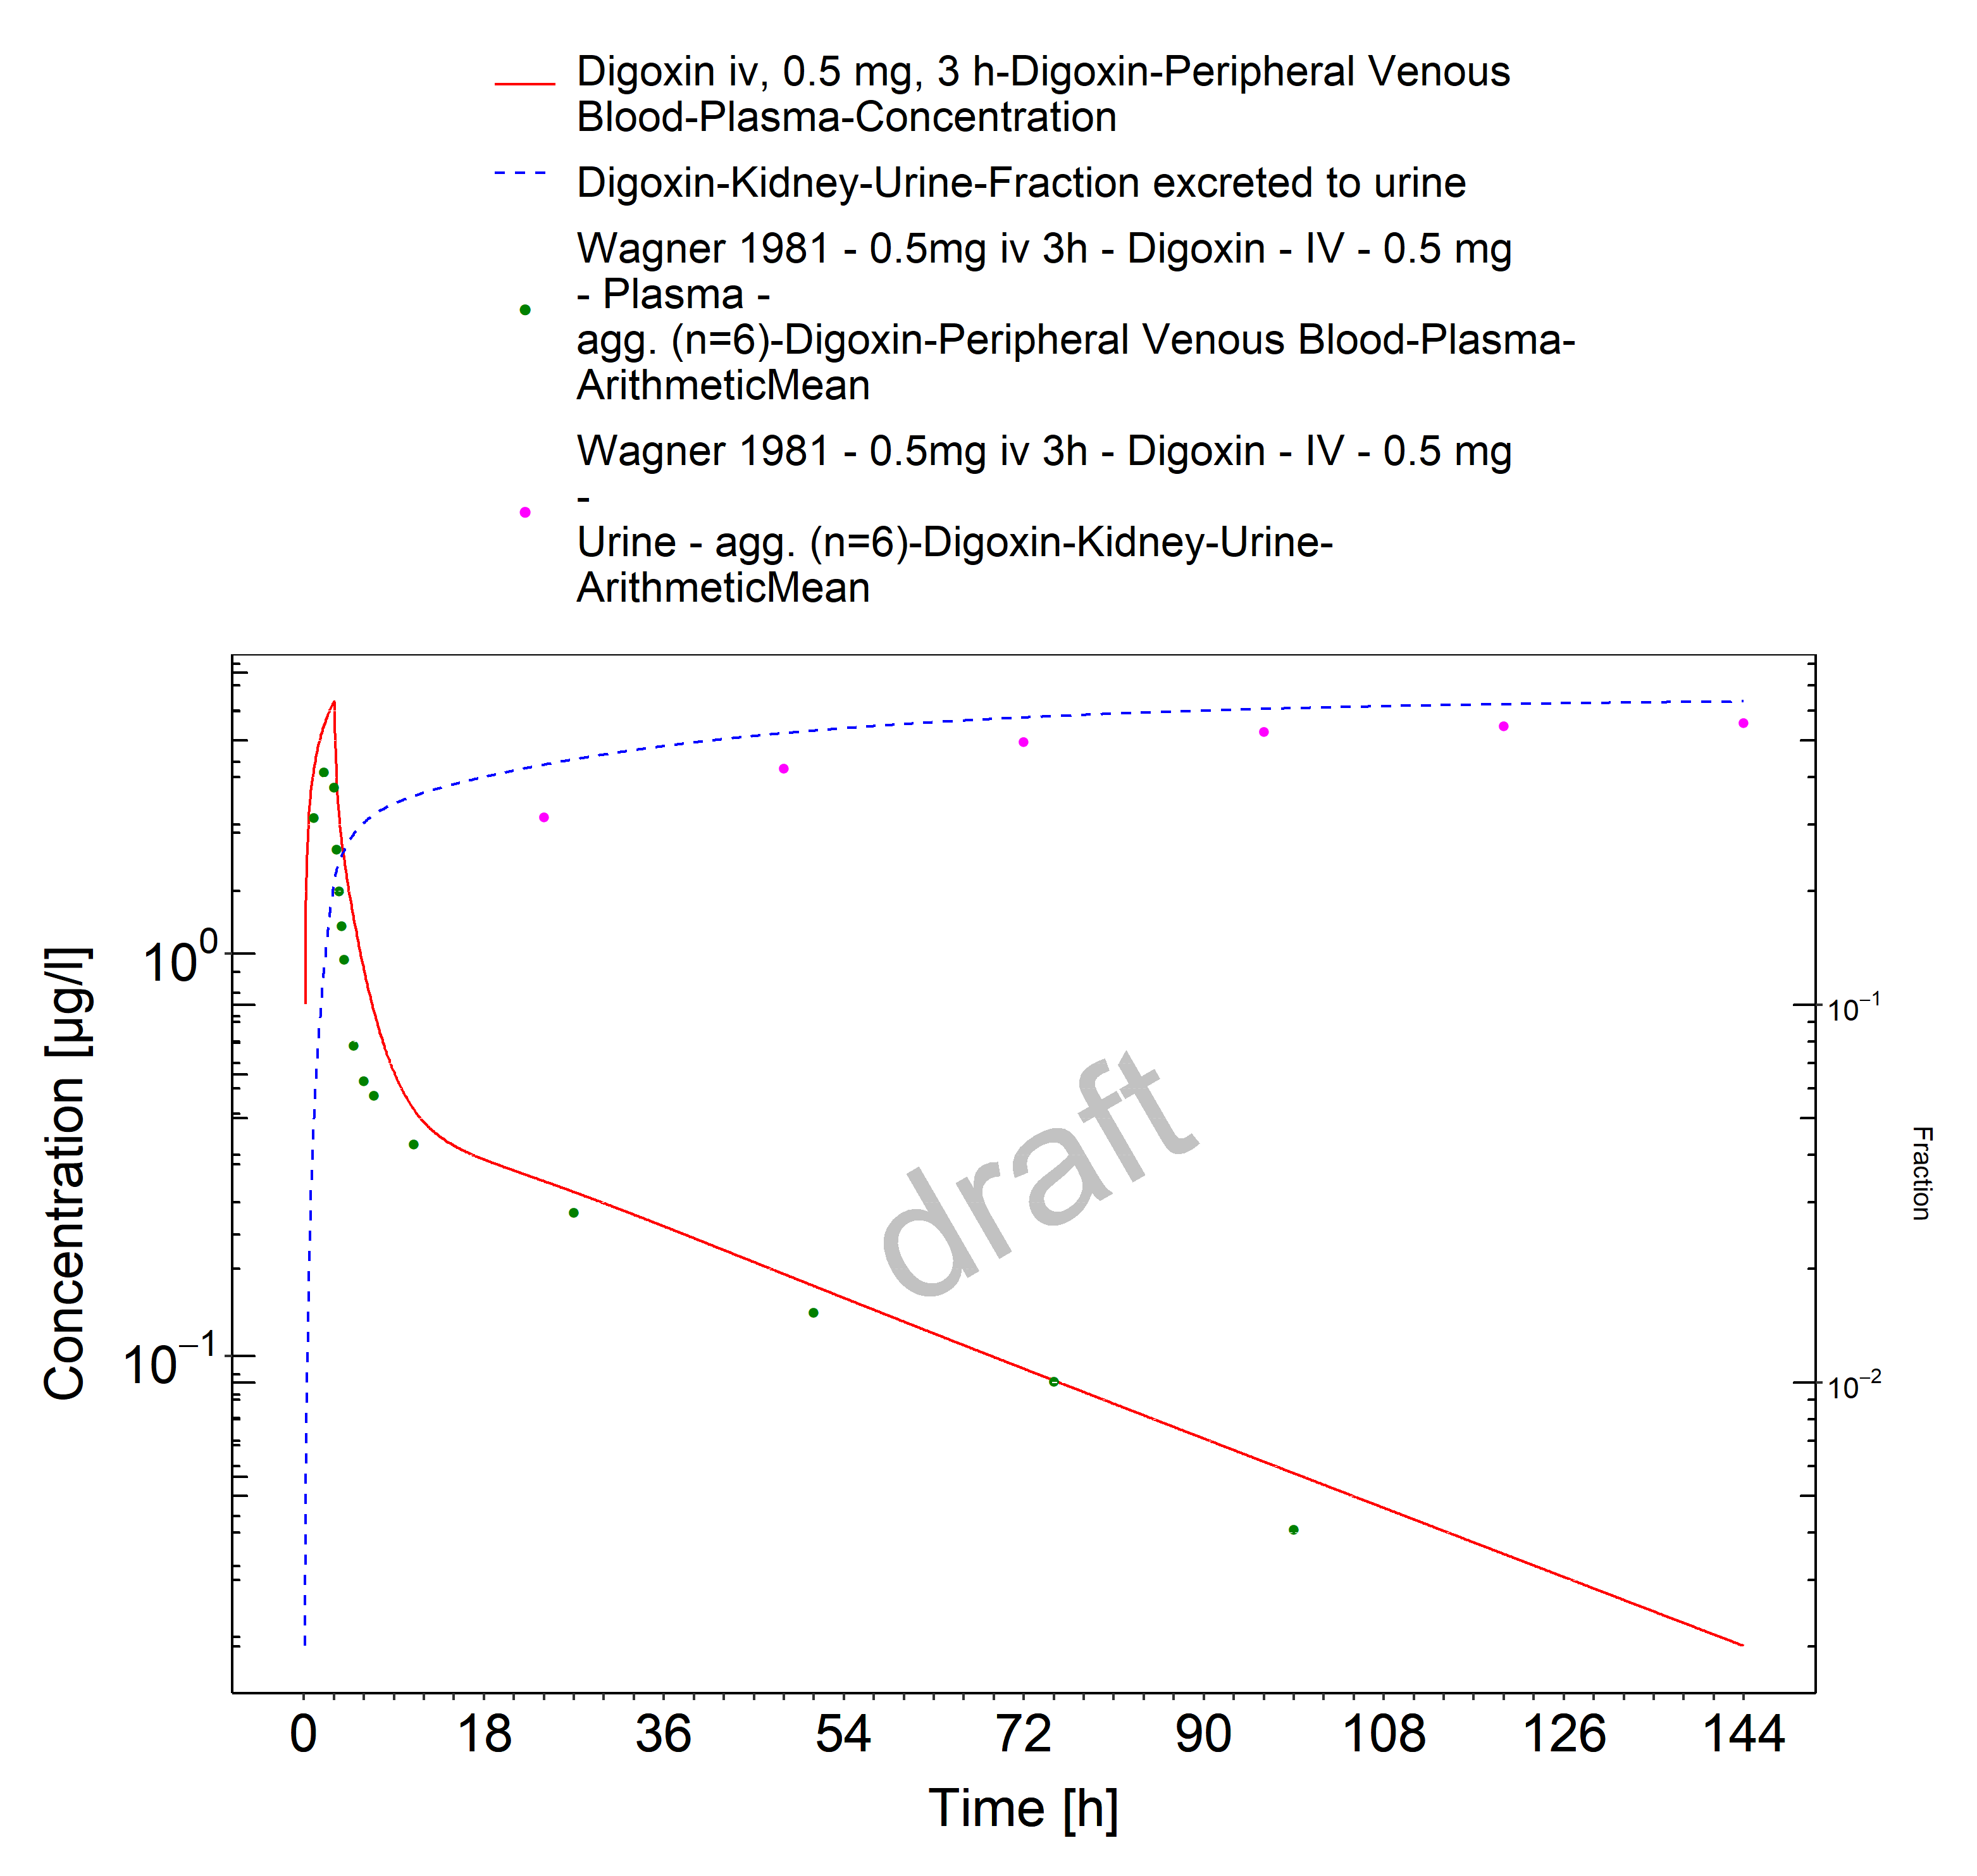 Digoxin iv, 0.5 mg, 3 h-Digoxin-Peripheral Venous
Blood-Plasma-Concentration
Digoxin-Kidney-Urine-Fraction excreted to urine
Wagner 1981 - 0.5mg iv 3h - Digoxin - IV - 0.5 mg
- Plasma -
agg. (n=6)-Digoxin-Peripheral Venous Blood-Plasma-
ArithmeticMean
Wagner 1981 - 0.5mg iv 3h - Digoxin - IV - 0.5 mg
-
Urine - agg. (n=6)-Digoxin-Kidney-Urine-
ArithmeticMean
Concentration [µg/l]
10⁰
10⁻¹
draft
10⁻¹
10⁻²
Fraction
0 18 36 54 72 90 108 126 144
Time [h]